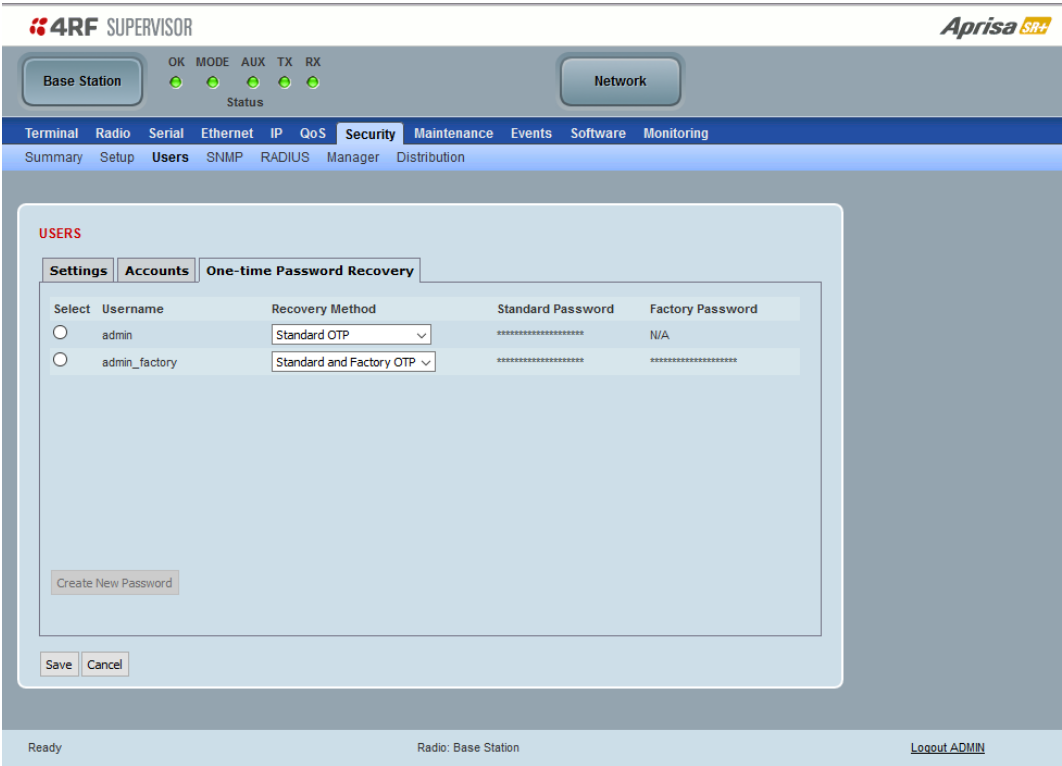 4RF SUPERVISOR Aprisa SR+
OK MODE AUX TX RX
Base Station Network
Status
Terminal Radio Serial Ethernet IP QoS Security Maintenance Events Software Monitoring
Summary Setup Users SNMP RADIUS Manager Distribution
USERS
Settings Accounts One-time Password Recovery
Select Username Recovery Method Standard Password Factory Password
admin Standard OTP ******************** N/A
admin_factory Standard and Factory OTP ******************** ********************
Create New Password
Save Cancel
Ready Radio: Base Station Logout ADMIN